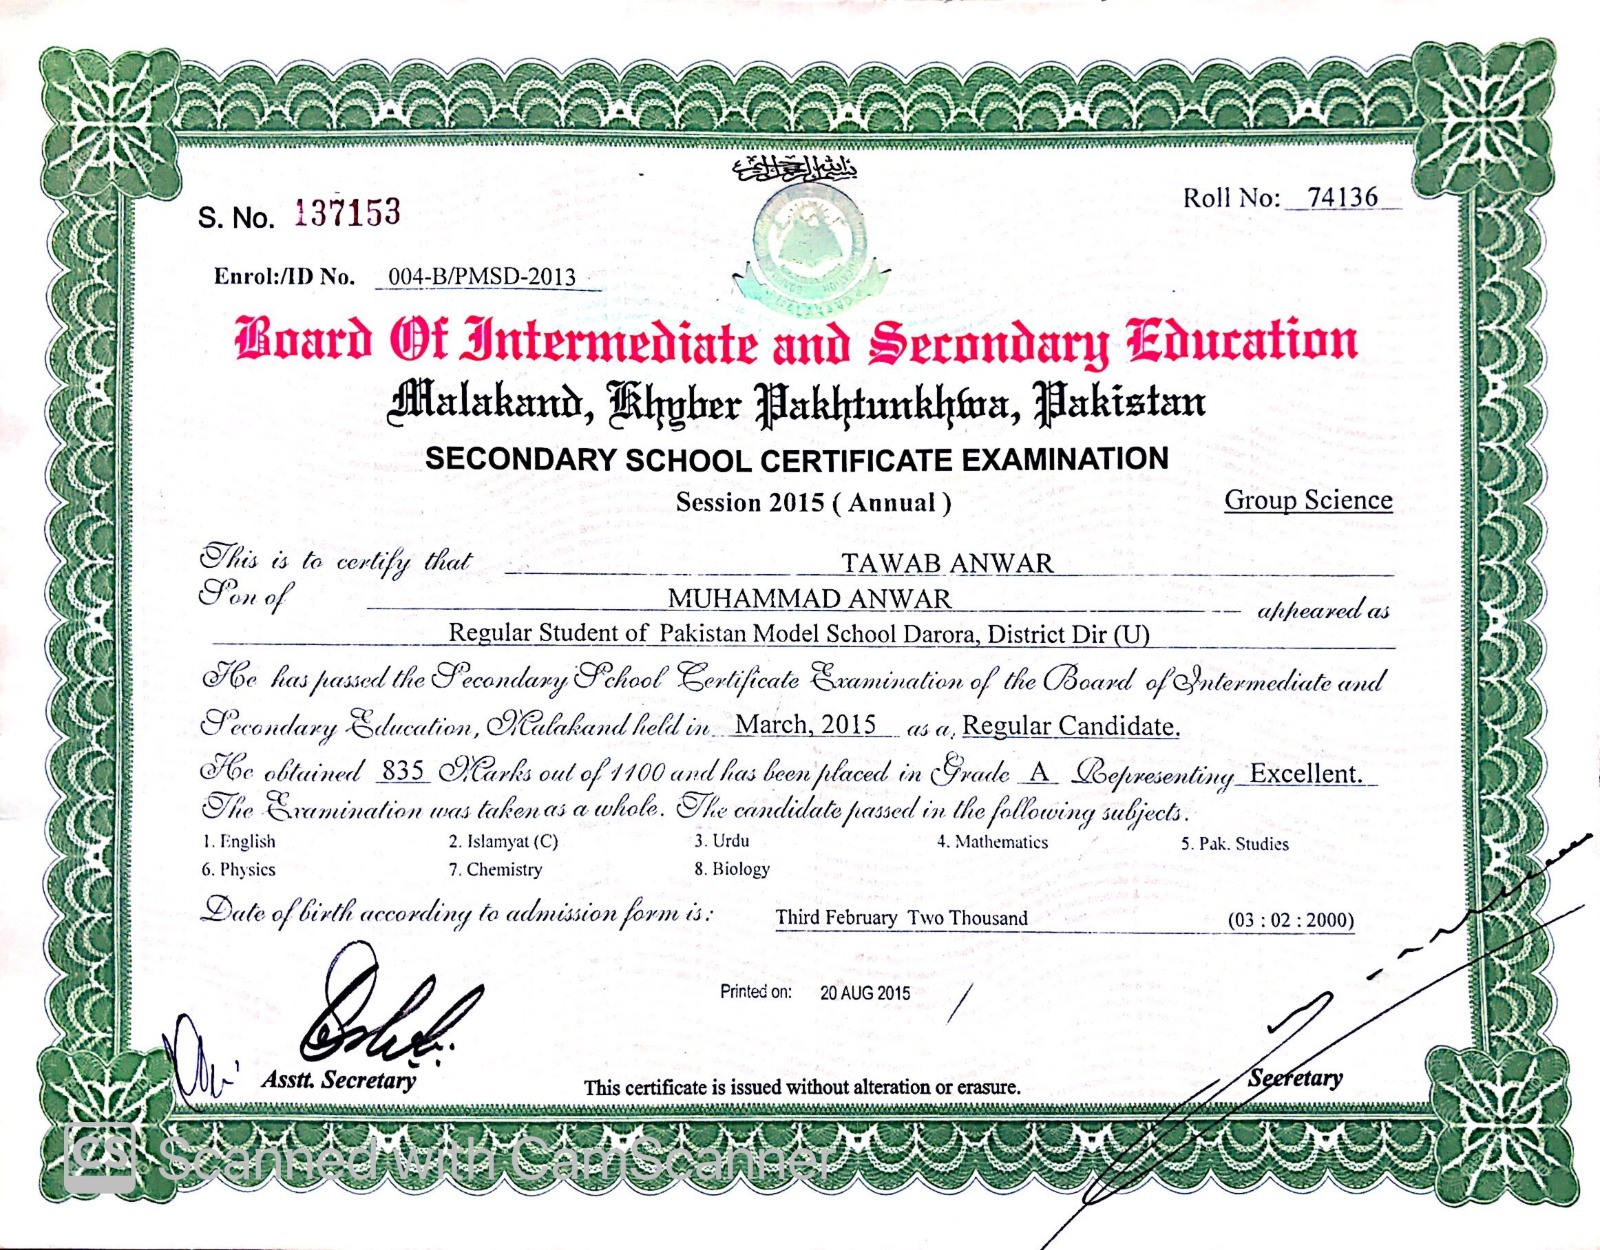 بسم الله الرحمن الرحيم
S. No. 137153
Roll No: 74136
Enrol:/ID No. 004-B/PMSD-2013
MALAKAND
Board Of Intermediate and Secondary Education
Malakand, Khyber Pakhtunkhwa, Pakistan
SECONDARY SCHOOL CERTIFICATE EXAMINATION
Session 2015 ( Annual )
Group Science
This is to certify that TAWAB ANWAR
Son of MUHAMMAD ANWAR appeared as
Regular Student of Pakistan Model School Darora, District Dir (U)
He has passed the Secondary School Certificate Examination of the Board of Intermediate and
Secondary Education, Malakand held in March, 2015 as a Regular Candidate.
He obtained 835 Marks out of 1100 and has been placed in Grade A Representing Excellent.
The Examination was taken as a whole. The candidate passed in the following subjects.
1. English 2. Islamyat (C) 3. Urdu 4. Mathematics 5. Pak. Studies
6. Physics 7. Chemistry 8. Biology
Date of birth according to admission form is: Third February Two Thousand (03 : 02 : 2000)
Printed on: 20 AUG 2015
Asstt. Secretary
This certificate is issued without alteration or erasure.
Secretary
CS Scanned with CamScanner